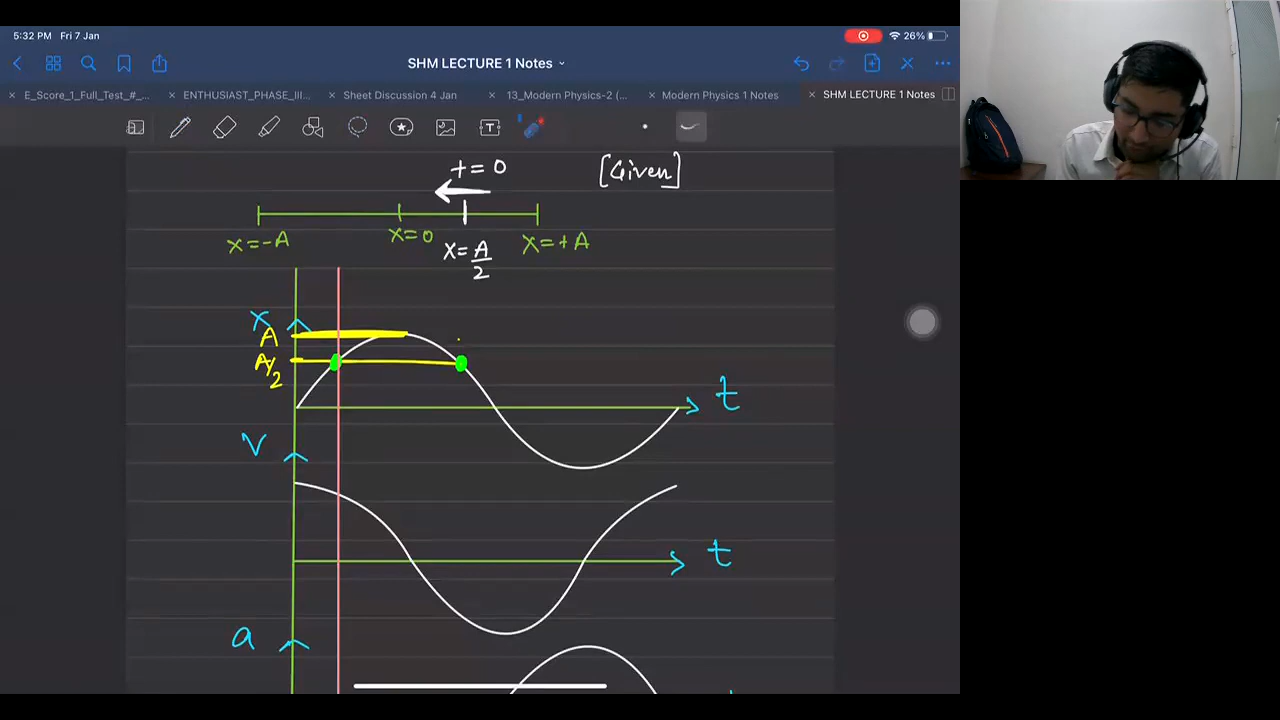 5:32 PM Fri 7 Jan
26%
SHM LECTURE 1 Notes
E_Score_1_Full_Test_#_...
ENTHUSIAST_PHASE_III...
Sheet Discussion 4 Jan
13_Modern Physics-2 (...
Modern Physics 1 Notes
SHM LECTURE 1 Notes
t=0 [Given]
x=-A
x=0
x=A/2
x=+A
x
A
A/2
t
v
t
a